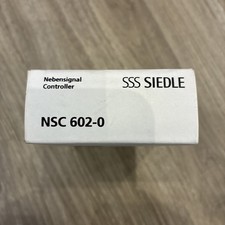 Nebensignal
Controller
SSS SIEDLE
NSC 602-0